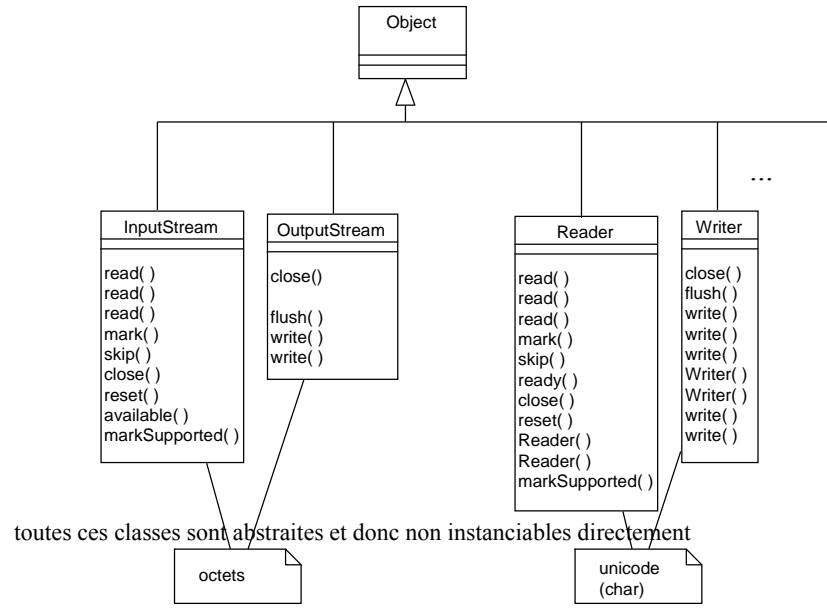 Object
...
InputStream
read( )
read( )
read( )
mark( )
skip( )
close( )
reset( )
available( )
markSupported( )
OutputStream
close()
flush( )
write( )
write( )
Reader
read( )
read( )
read( )
mark( )
skip( )
ready( )
close( )
reset( )
Reader( )
Reader( )
markSupported( )
Writer
close( )
flush( )
write( )
write( )
write( )
Writer( )
Writer( )
write( )
write( )
toutes ces classes sont abstraites et donc non instanciables directement
octets
unicode
(char)